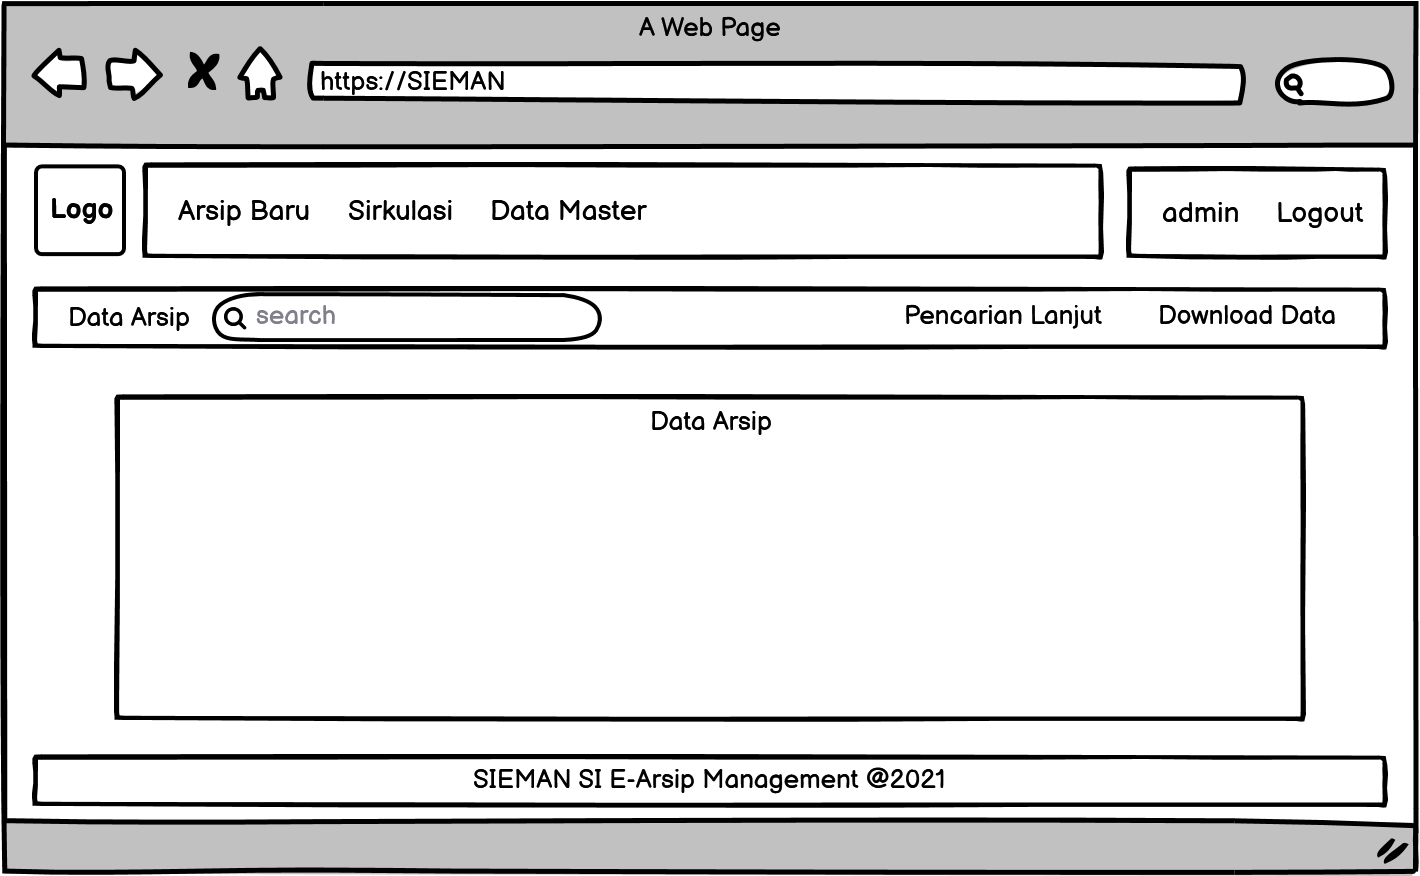 A Web Page
https://SIEMAN
Logo
Arsip Baru Sirkulasi Data Master
admin Logout
Data Arsip search Pencarian Lanjut Download Data
Data Arsip
SIEMAN SI E-Arsip Management @2021